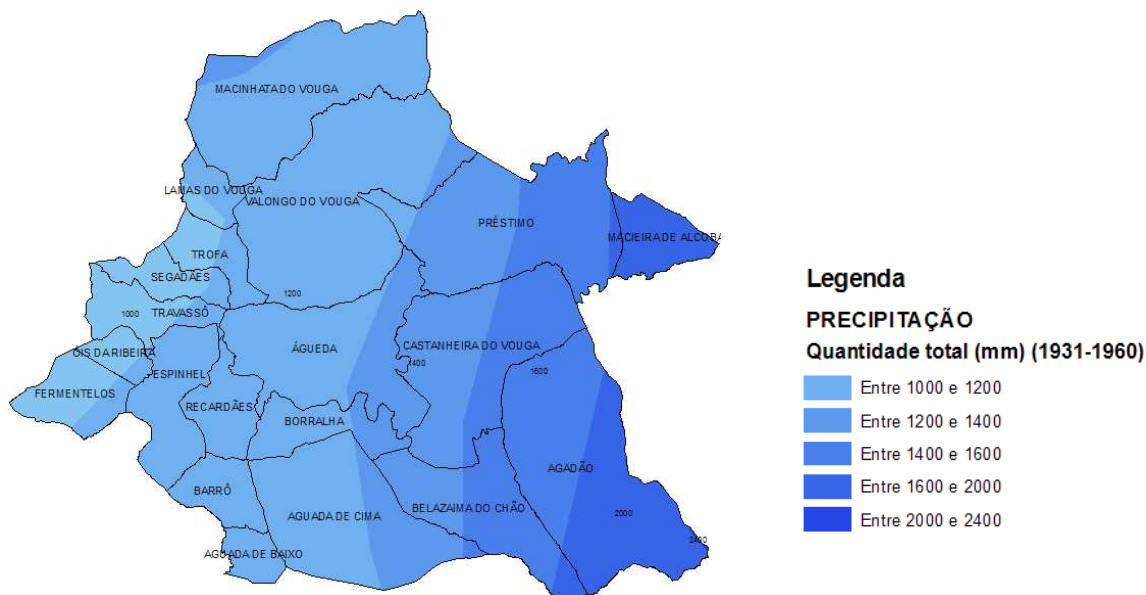 MACINHATA DO VOUGA
LAMAS DO VOUGA
VALONGO DO VOUGA
PRÉSTIMO
MACIEIRA DE ALCOBA
TROFA
SEGADÃES
1200
1000
TRAVASSÔ
ÓIS DA RIBEIRA
ÁGUEDA
CASTANHEIRA DO VOUGA
1400
1600
ESPINHEL
FERMENTELOS
RECARDÃES
BORRALHA
AGADÃO
BARRÔ
BELAZAIMA DO CHÃO
AGUADA DE CIMA
2000
2400
AGUADA DE BAIXO
Legenda
PRECIPITAÇÃO
Quantidade total (mm) (1931-1960)
Entre 1000 e 1200
Entre 1200 e 1400
Entre 1400 e 1600
Entre 1600 e 2000
Entre 2000 e 2400